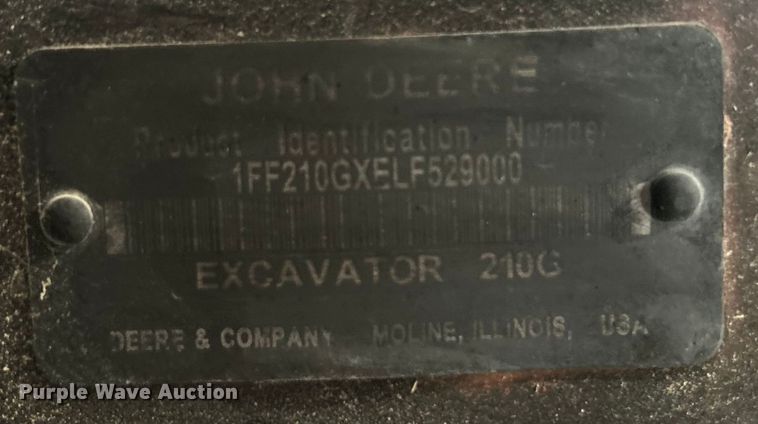 JOHN DEERE
Product Identification Number
1FF210GXELF529000
EXCAVATOR 210G
DEERE & COMPANY MOLINE, ILLINOIS, USA
Purple Wave Auction